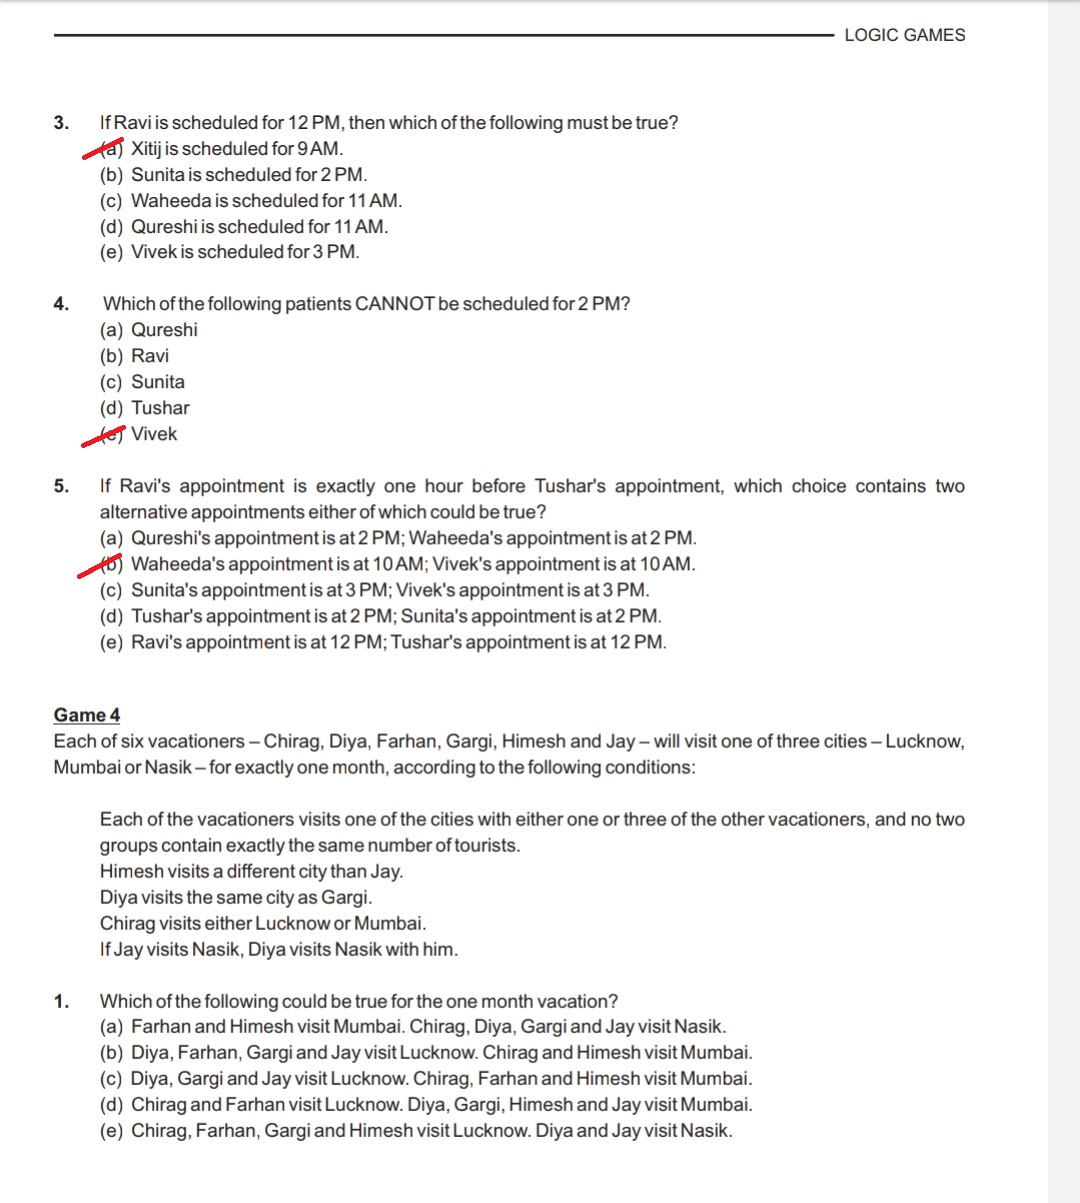 LOGIC GAMES
3. If Ravi is scheduled for 12 PM, then which of the following must be true?
(a) Xitij is scheduled for 9 AM.
(b) Sunita is scheduled for 2 PM.
(c) Waheeda is scheduled for 11 AM.
(d) Qureshi is scheduled for 11 AM.
(e) Vivek is scheduled for 3 PM.
4. Which of the following patients CANNOT be scheduled for 2 PM?
(a) Qureshi
(b) Ravi
(c) Sunita
(d) Tushar
(e) Vivek
5. If Ravi's appointment is exactly one hour before Tushar's appointment, which choice contains two
alternative appointments either of which could be true?
(a) Qureshi's appointment is at 2 PM; Waheeda's appointment is at 2 PM.
(b) Waheeda's appointment is at 10 AM; Vivek's appointment is at 10 AM.
(c) Sunita's appointment is at 3 PM; Vivek's appointment is at 3 PM.
(d) Tushar's appointment is at 2 PM; Sunita's appointment is at 2 PM.
(e) Ravi's appointment is at 12 PM; Tushar's appointment is at 12 PM.
Game 4
Each of six vacationers – Chirag, Diya, Farhan, Gargi, Himesh and Jay – will visit one of three cities – Lucknow,
Mumbai or Nasik – for exactly one month, according to the following conditions:
Each of the vacationers visits one of the cities with either one or three of the other vacationers, and no two
groups contain exactly the same number of tourists.
Himesh visits a different city than Jay.
Diya visits the same city as Gargi.
Chirag visits either Lucknow or Mumbai.
If Jay visits Nasik, Diya visits Nasik with him.
1. Which of the following could be true for the one month vacation?
(a) Farhan and Himesh visit Mumbai. Chirag, Diya, Gargi and Jay visit Nasik.
(b) Diya, Farhan, Gargi and Jay visit Lucknow. Chirag and Himesh visit Mumbai.
(c) Diya, Gargi and Jay visit Lucknow. Chirag, Farhan and Himesh visit Mumbai.
(d) Chirag and Farhan visit Lucknow. Diya, Gargi, Himesh and Jay visit Mumbai.
(e) Chirag, Farhan, Gargi and Himesh visit Lucknow. Diya and Jay visit Nasik.